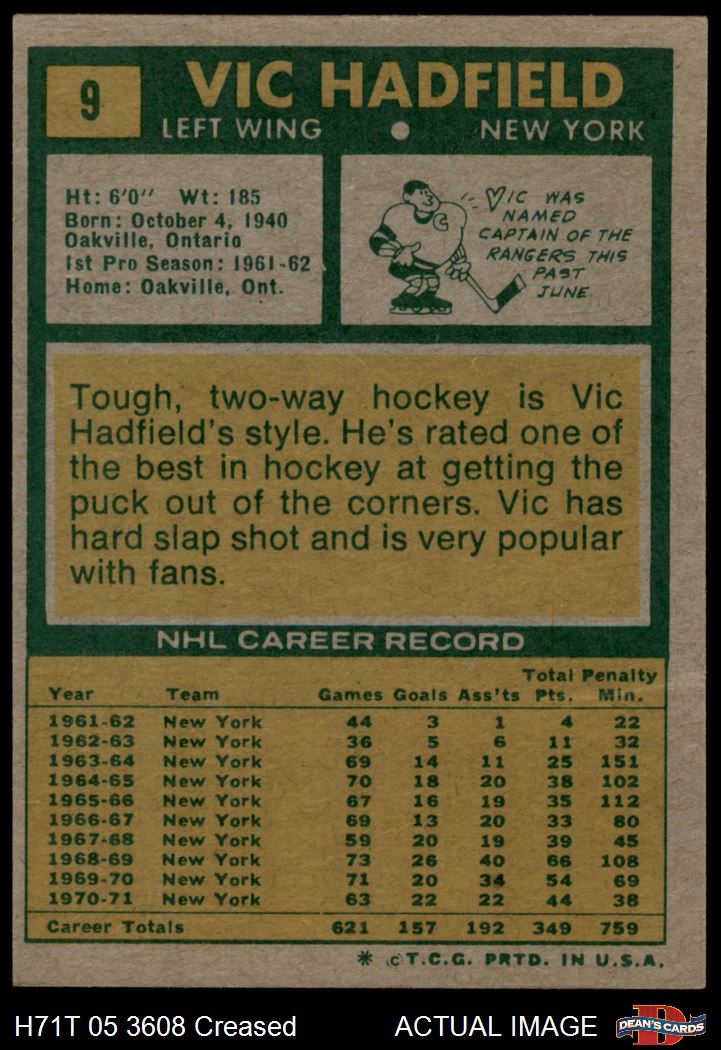 9
VIC HADFIELD
LEFT WING • NEW YORK
Ht: 6'0'' Wt: 185
Born: October 4, 1940
Oakville, Ontario
1st Pro Season: 1961-62
Home: Oakville, Ont.
C
VIC WAS
NAMED
CAPTAIN OF THE
RANGERS THIS
PAST
JUNE.
Tough, two-way hockey is Vic
Hadfield's style. He's rated one of
the best in hockey at getting the
puck out of the corners. Vic has
hard slap shot and is very popular
with fans.
NHL CAREER RECORD
Total Penalty
Year Team Games Goals Ass'ts Pts. Min.
1961-62 New York 44 3 1 4 22
1962-63 New York 36 5 6 11 32
1963-64 New York 69 14 11 25 151
1964-65 New York 70 18 20 38 102
1965-66 New York 67 16 19 35 112
1966-67 New York 69 13 20 33 80
1967-68 New York 59 20 19 39 45
1968-69 New York 73 26 40 66 108
1969-70 New York 71 20 34 54 69
1970-71 New York 63 22 22 44 38
Career Totals 621 157 192 349 759
* © T.C.G. PRTD. IN U.S.A.
H71T 05 3608 Creased ACTUAL IMAGE
D
DEAN'S CARDS